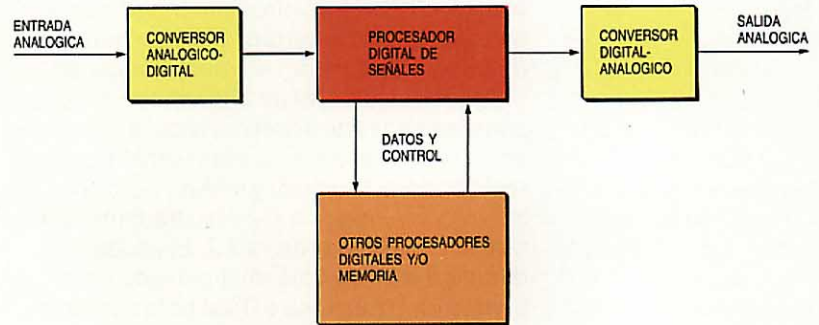 ENTRADA
ANALOGICA
CONVERSOR
ANALOGICO-
DIGITAL
PROCESADOR
DIGITAL DE
SEÑALES
CONVERSOR
DIGITAL-
ANALOGICO
SALIDA
ANALOGICA
DATOS Y
CONTROL
OTROS PROCESADORES
DIGITALES Y/O
MEMORIA